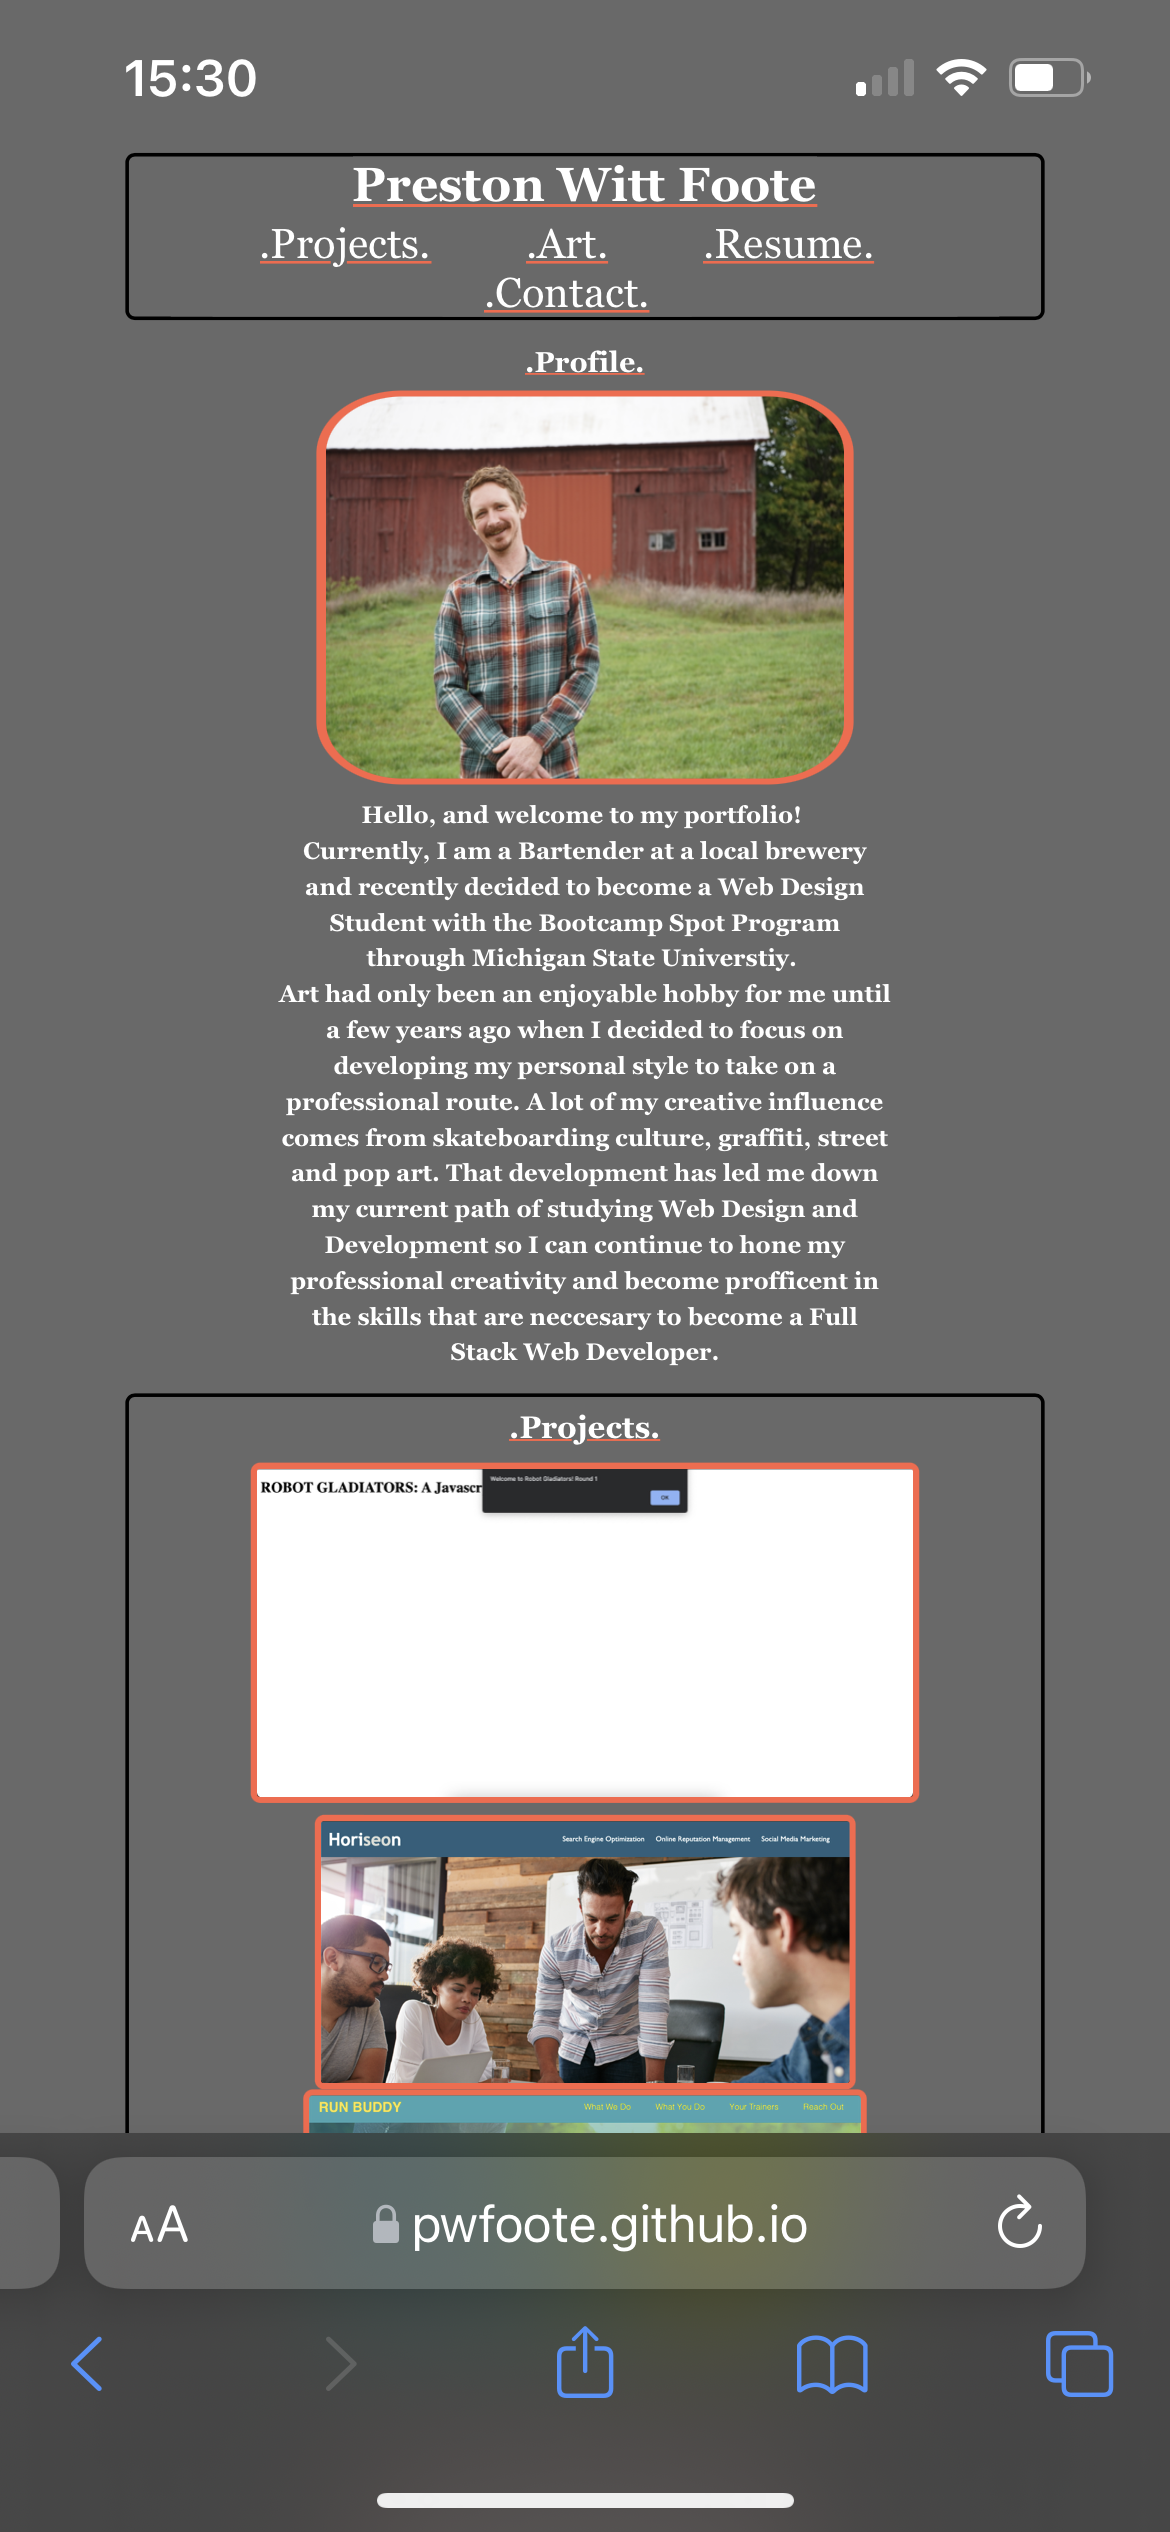 15:30
Preston Witt Foote
.Projects. .Art. .Resume.
.Contact.
.Profile.
Hello, and welcome to my portfolio!
Currently, I am a Bartender at a local brewery
and recently decided to become a Web Design
Student with the Bootcamp Spot Program
through Michigan State Universtiy.
Art had only been an enjoyable hobby for me until
a few years ago when I decided to focus on
developing my personal style to take on a
professional route. A lot of my creative influence
comes from skateboarding culture, graffiti, street
and pop art. That development has led me down
my current path of studying Web Design and
Development so I can continue to hone my
professional creativity and become profficent in
the skills that are neccesary to become a Full
Stack Web Developer.
.Projects.
ROBOT GLADIATORS: A Javascr
Welcome to Robot Gladiators! Round 1
OK
Horiseon Search Engine Optimization Online Reputation Management Social Media Marketing
RUN BUDDY What We Do What You Do Your Trainers Reach Out
AA pwfoote.github.io